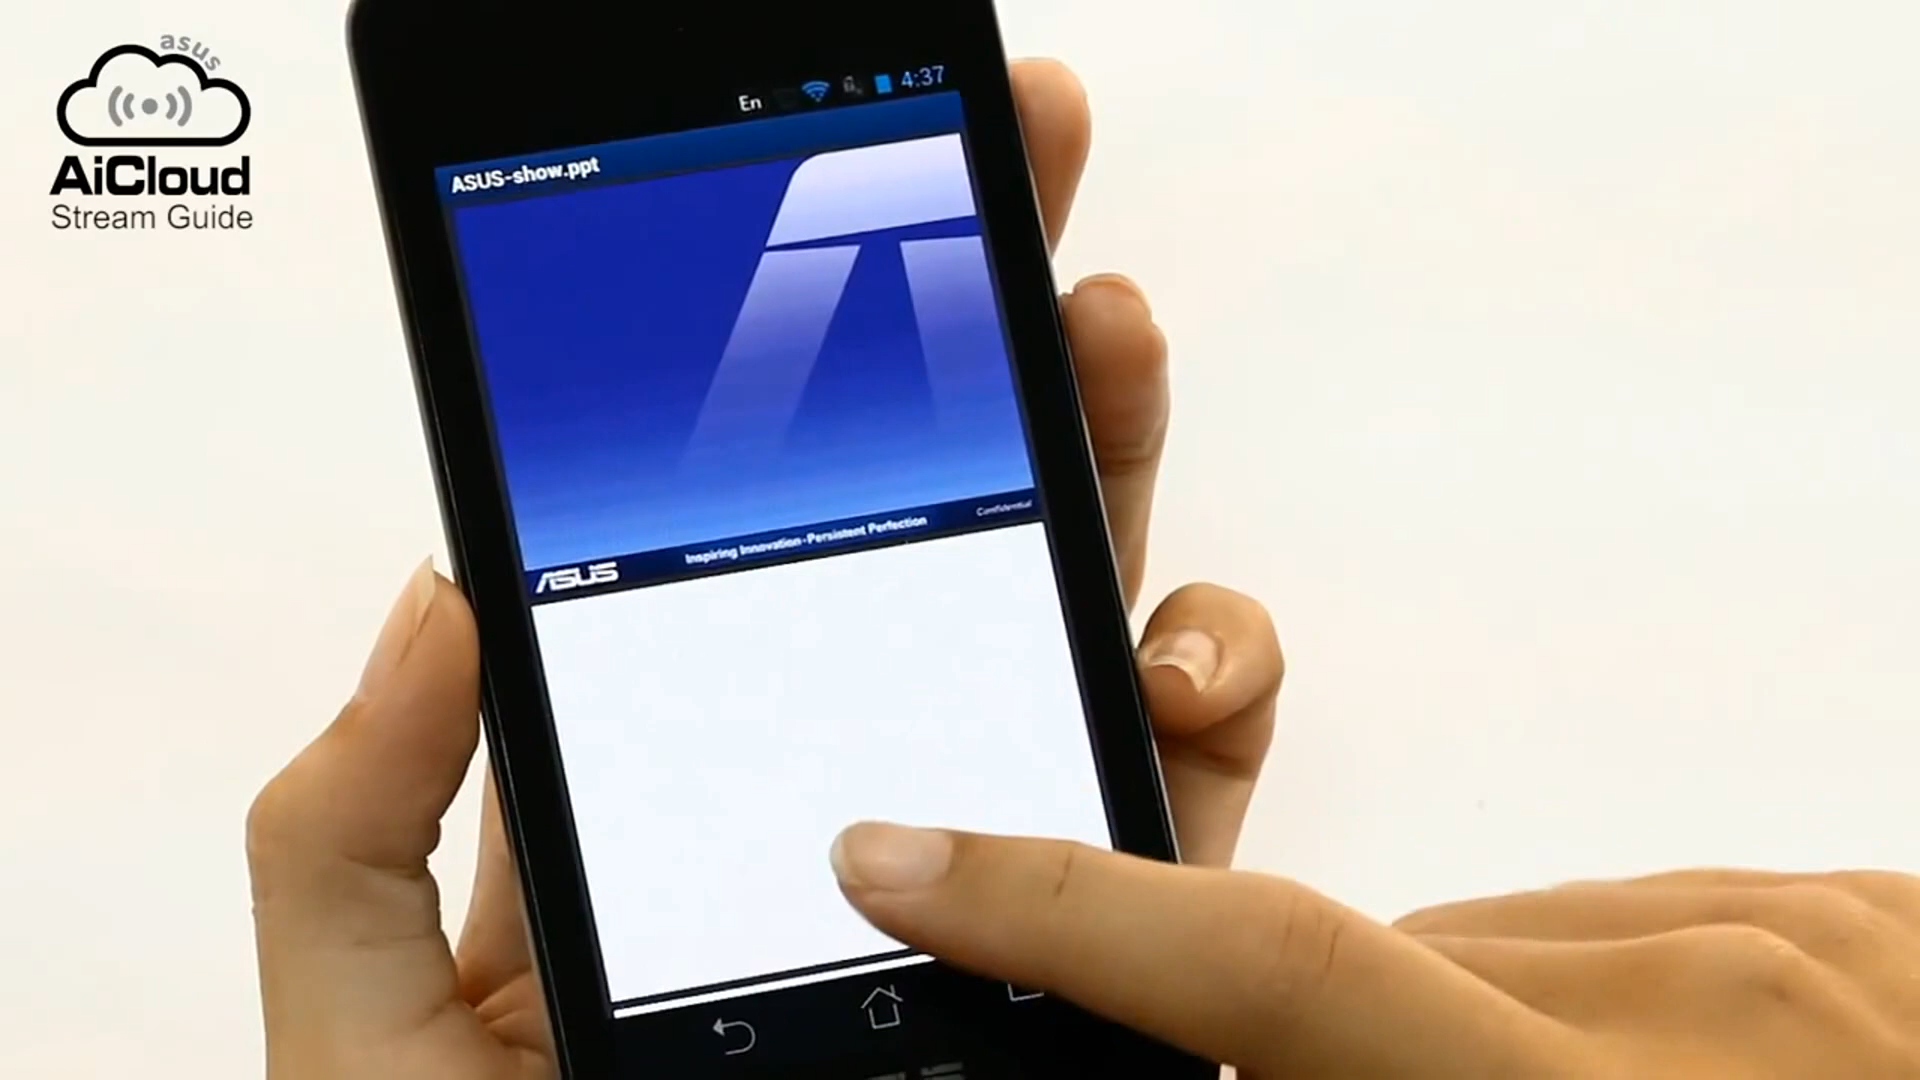 asus
AiCloud
Stream Guide
En
4:37
ASUS-show.ppt
Confidential
Inspiring Innovation · Persistent Perfection
ASUS